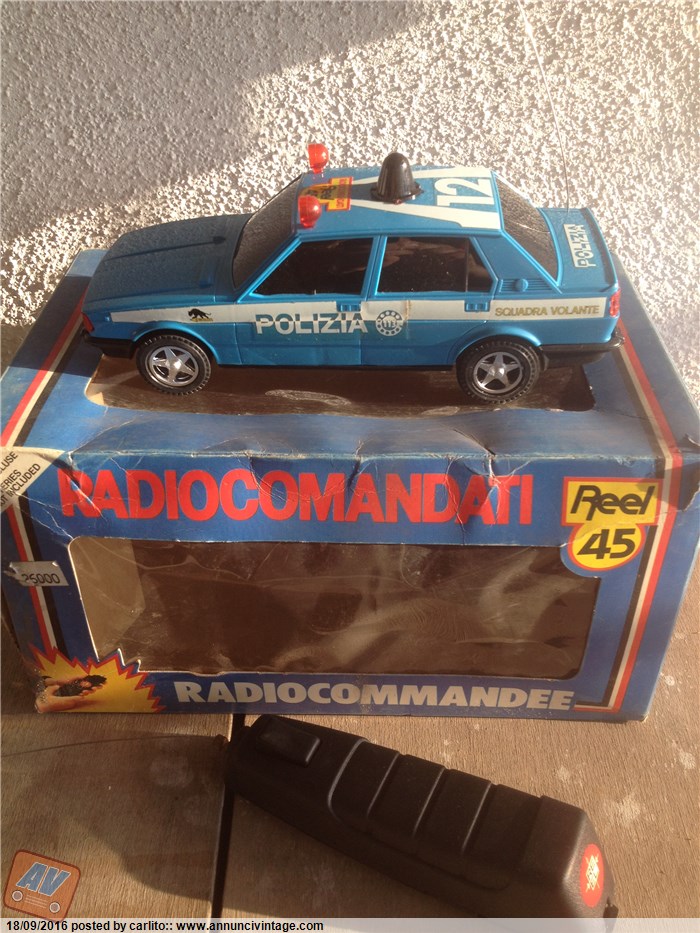 12
POLIZIA
POLIZIA
SQUADRA VOLANTE
RADIOCOMANDATI
Reel
45
INCLUDED
25000
RADIOCOMMANDEE
AV
18/09/2016 posted by carlito:: www.annuncivintage.com